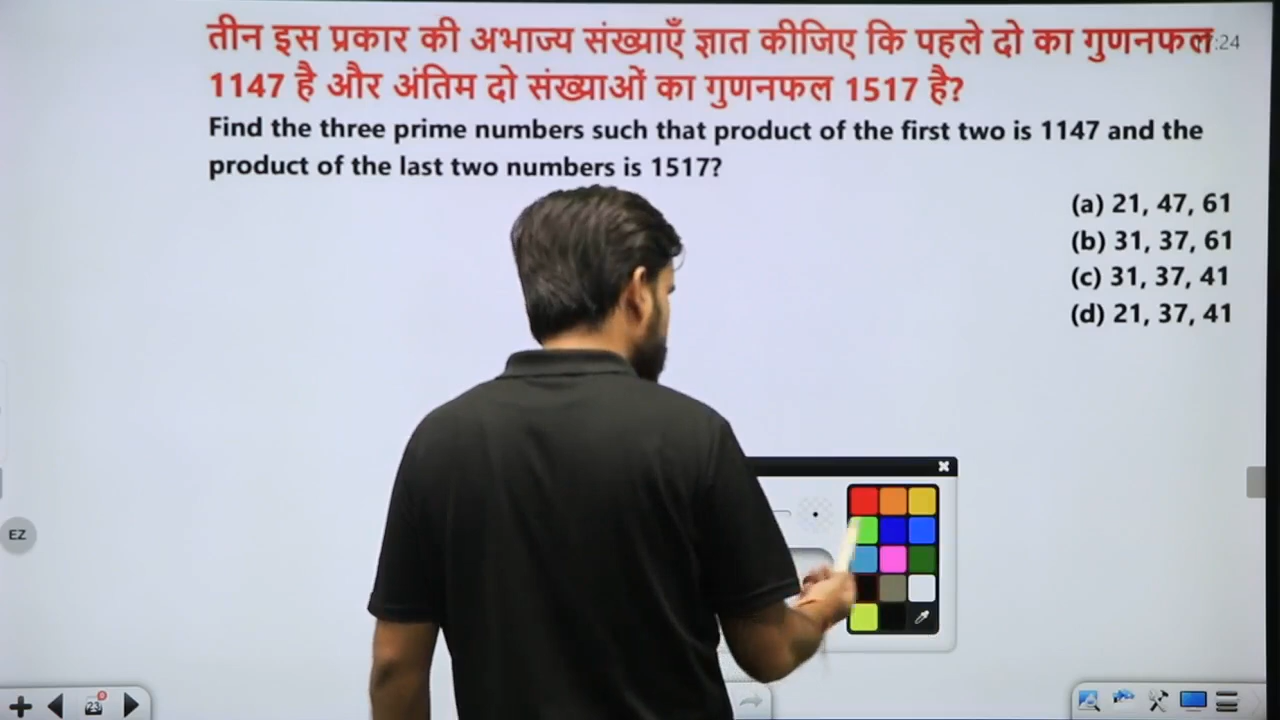 तीन इस प्रकार की अभाज्य संख्याएँ ज्ञात कीजिए कि पहले दो का गुणनफल
1147 है और अंतिम दो संख्याओं का गुणनफल 1517 है?
Find the three prime numbers such that product of the first two is 1147 and the
product of the last two numbers is 1517?
(a) 21, 47, 61
(b) 31, 37, 61
(c) 31, 37, 41
(d) 21, 37, 41
EZ
23